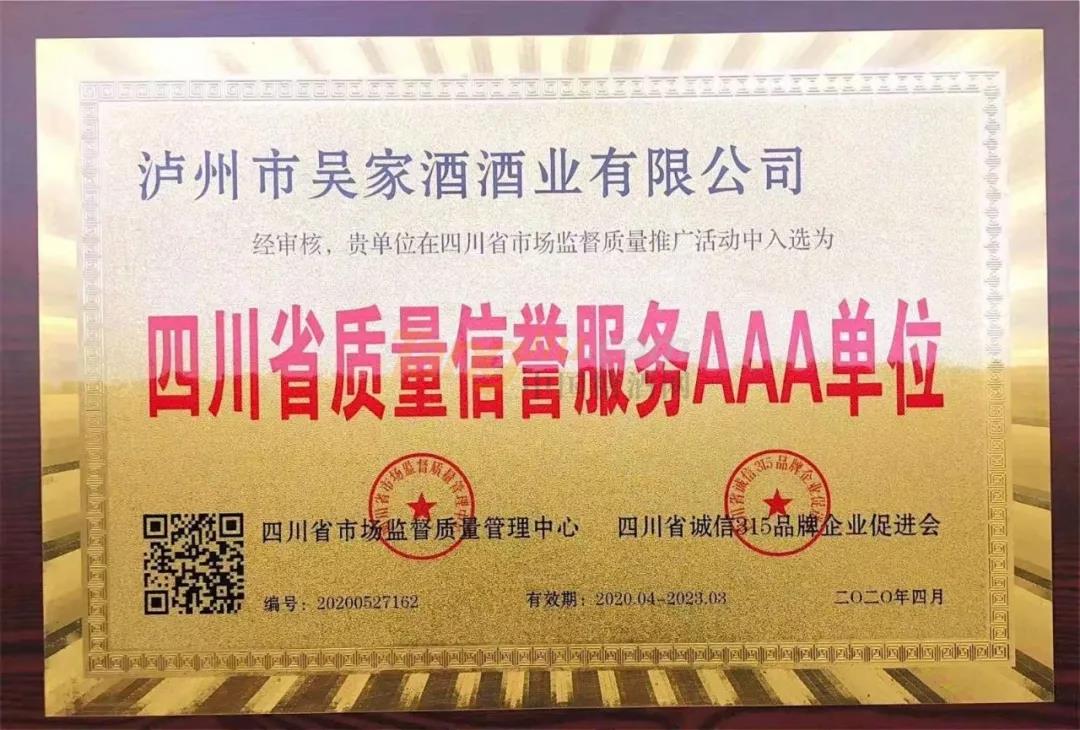 泸州市吴家酒酒业有限公司
经审核，贵单位在四川省市场监督质量推广活动中入选为
四川省质量信誉服务AAA单位
四川省市场监督质量管理中心
四川省诚信315品牌企业促进会
编号：20200527162
有效期：2020.04-2023.03
二〇二〇年四月